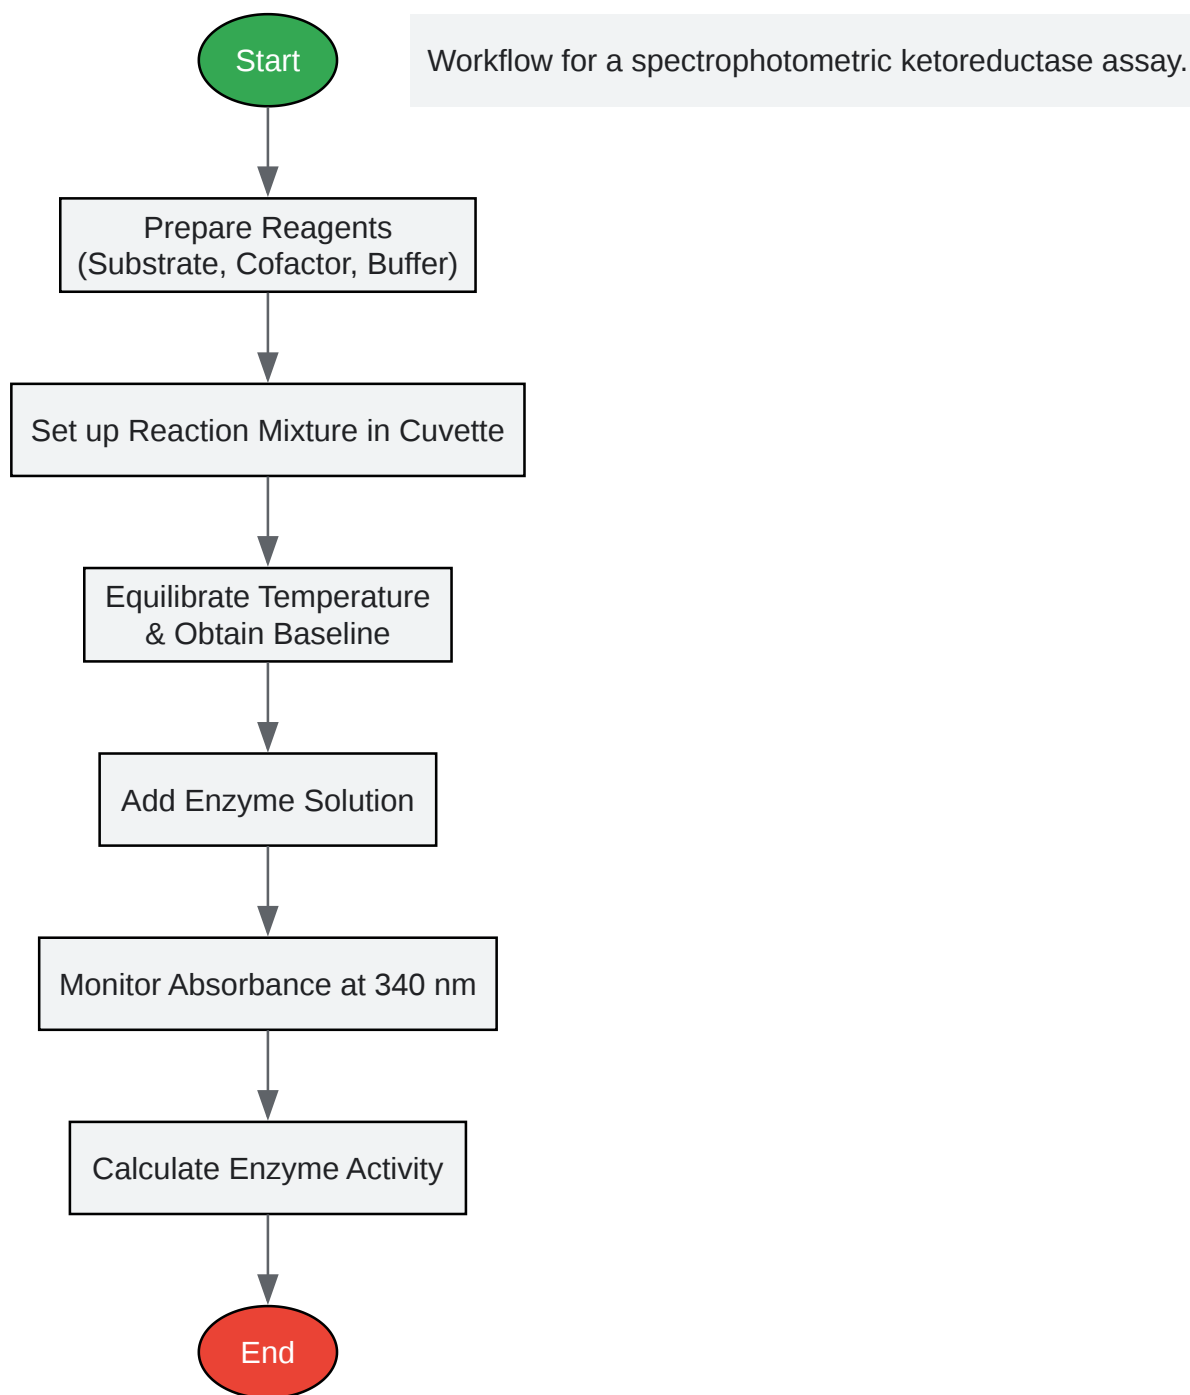 Start
Workflow for a spectrophotometric ketoreductase assay.
Prepare Reagents
(Substrate, Cofactor, Buffer)
Set up Reaction Mixture in Cuvette
Equilibrate Temperature
& Obtain Baseline
Add Enzyme Solution
Monitor Absorbance at 340 nm
Calculate Enzyme Activity
End